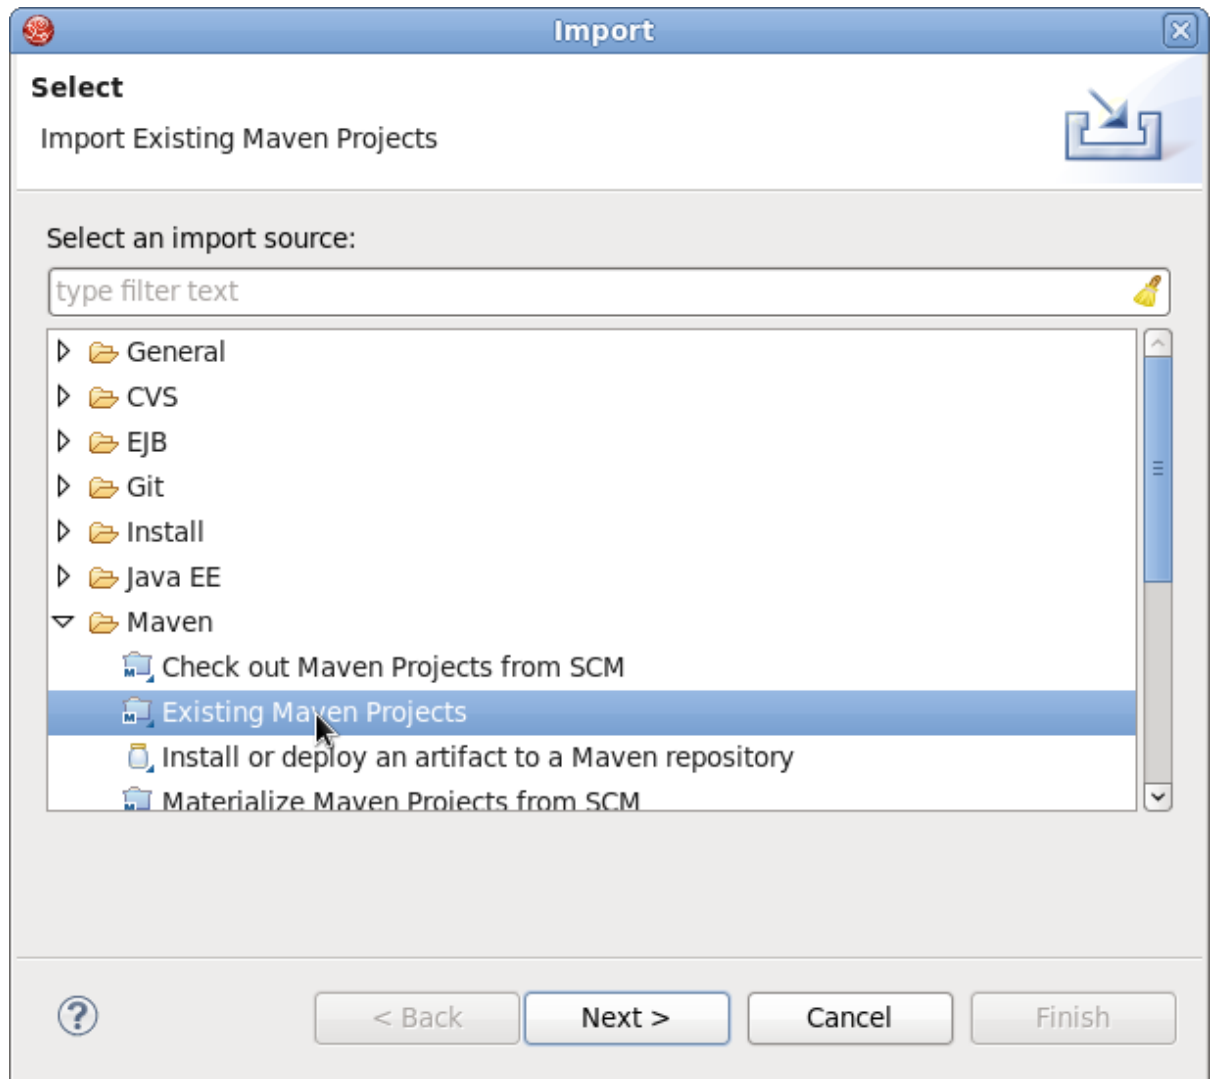 Import
Select
Import Existing Maven Projects
Select an import source:
type filter text
General
CVS
EJB
Git
Install
Java EE
Maven
Check out Maven Projects from SCM
Existing Maven Projects
Install or deploy an artifact to a Maven repository
Materialize Maven Projects from SCM
< Back Next > Cancel Finish